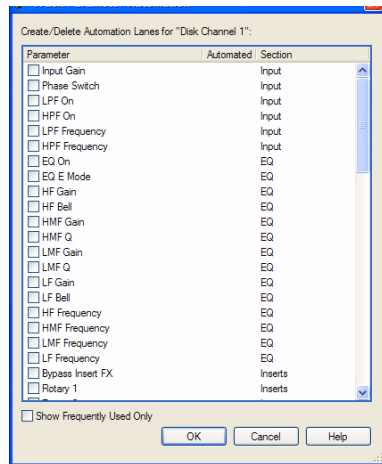 Create/Delete Automation Lanes for "Disk Channel 1":
Parameter Automated Section
Input Gain Input
Phase Switch Input
LPF On Input
HPF On Input
LPF Frequency Input
HPF Frequency Input
EQ On EQ
EQ E Mode EQ
HF Gain EQ
HF Bell EQ
HMF Gain EQ
HMF Q EQ
LMF Gain EQ
LMF Q EQ
LF Gain EQ
LF Bell EQ
HF Frequency EQ
HMF Frequency EQ
LMF Frequency EQ
LF Frequency EQ
Bypass Insert FX Inserts
Rotary 1 Inserts
Show Frequently Used Only
OK Cancel Help